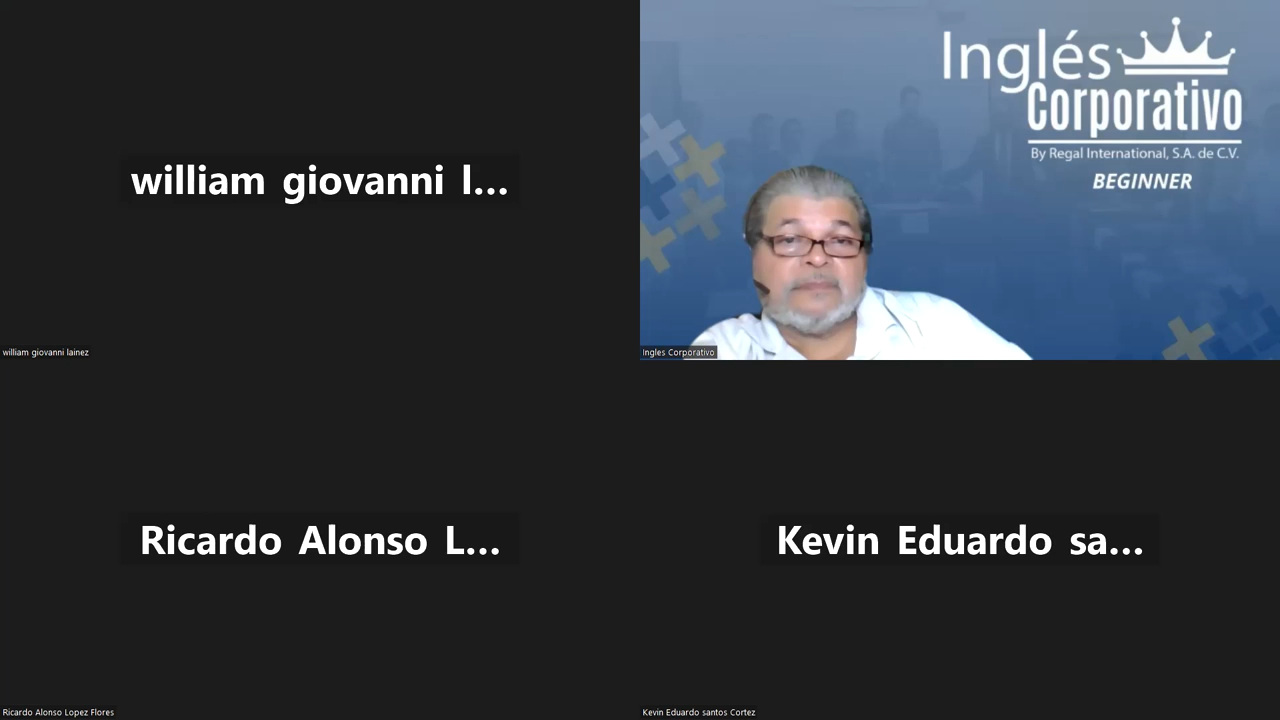 william giovanni l...
william giovanni lainez
Inglés
Corporativo
By Regal International, S.A. de C.V.
BEGINNER
Ingles Corporativo
Ricardo Alonso L...
Ricardo Alonso Lopez Flores
Kevin Eduardo sa...
Kevin Eduardo santos Cortez